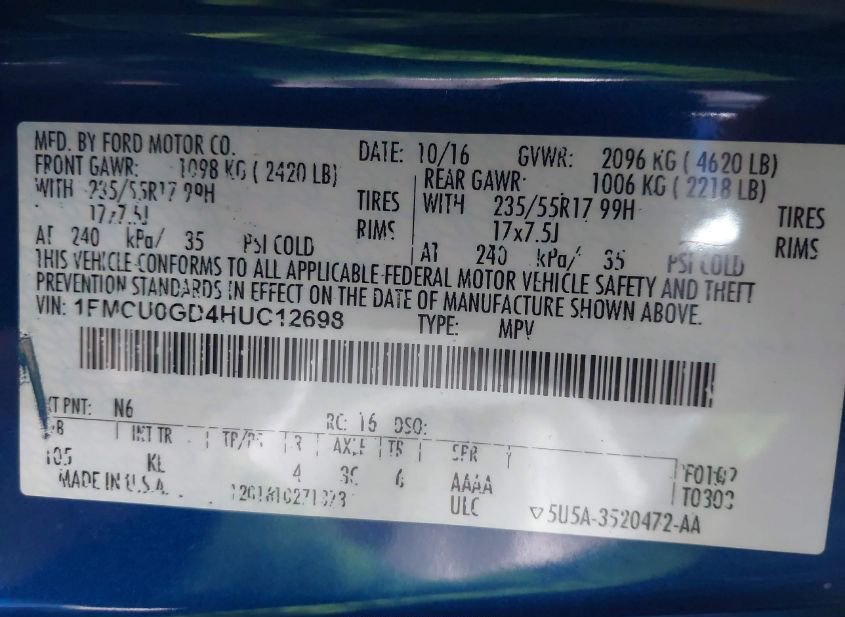 MFD. BY FORD MOTOR CO. DATE: 10/16 GVWR: 2096 KG ( 4620 LB)
FRONT GAWR: 1098 KG ( 2420 LB) REAR GAWR: 1006 KG ( 2218 LB)
WITH 235/55R17 99H TIRES WITH 235/55R17 99H TIRES
17x7.5J RIMS 17x7.5J RIMS
AT 240 kPa/ 35 PSI COLD AT 240 kPa/ 35 PSI COLD
THIS VEHICLE CONFORMS TO ALL APPLICABLE FEDERAL MOTOR VEHICLE SAFETY AND THEFT
PREVENTION STANDARDS IN EFFECT ON THE DATE OF MANUFACTURE SHOWN ABOVE.
VIN: 1FMCU0GD4HUC12698 TYPE: MPV
PNT: N6 RC: 16 DSO:
INT TR TP/PS R AXLE TR SPR
105 KL 4 6 AAAA
MADE IN U.S.A. ULC 5U5A-3520472-AA